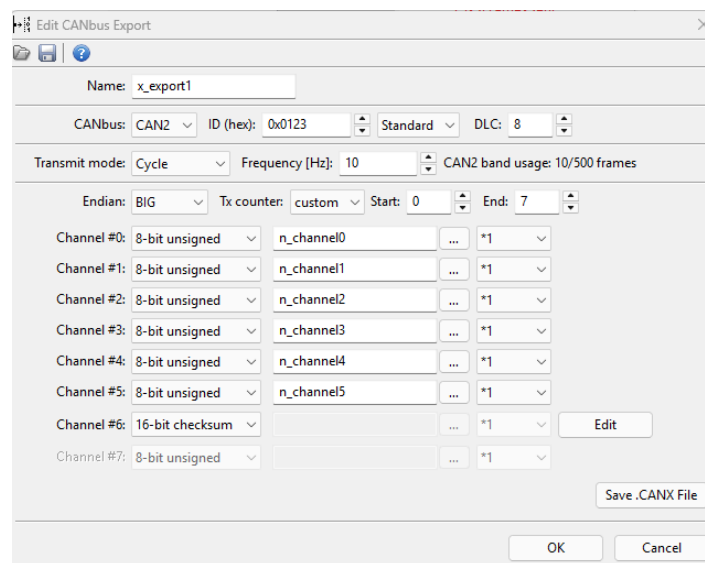 Edit CANbus Export
Name: x_export1
CANbus: CAN2 ID (hex): 0x0123 Standard DLC: 8
Transmit mode: Cycle Frequency [Hz]: 10 CAN2 band usage: 10/500 frames
Endian: BIG Tx counter: custom Start: 0 End: 7
Channel #0: 8-bit unsigned n_channel0 ... *1
Channel #1: 8-bit unsigned n_channel1 ... *1
Channel #2: 8-bit unsigned n_channel2 ... *1
Channel #3: 8-bit unsigned n_channel3 ... *1
Channel #4: 8-bit unsigned n_channel4 ... *1
Channel #5: 8-bit unsigned n_channel5 ... *1
Channel #6: 16-bit checksum ... *1 Edit
Channel #7: 8-bit unsigned ... *1
Save .CANX File
OK Cancel